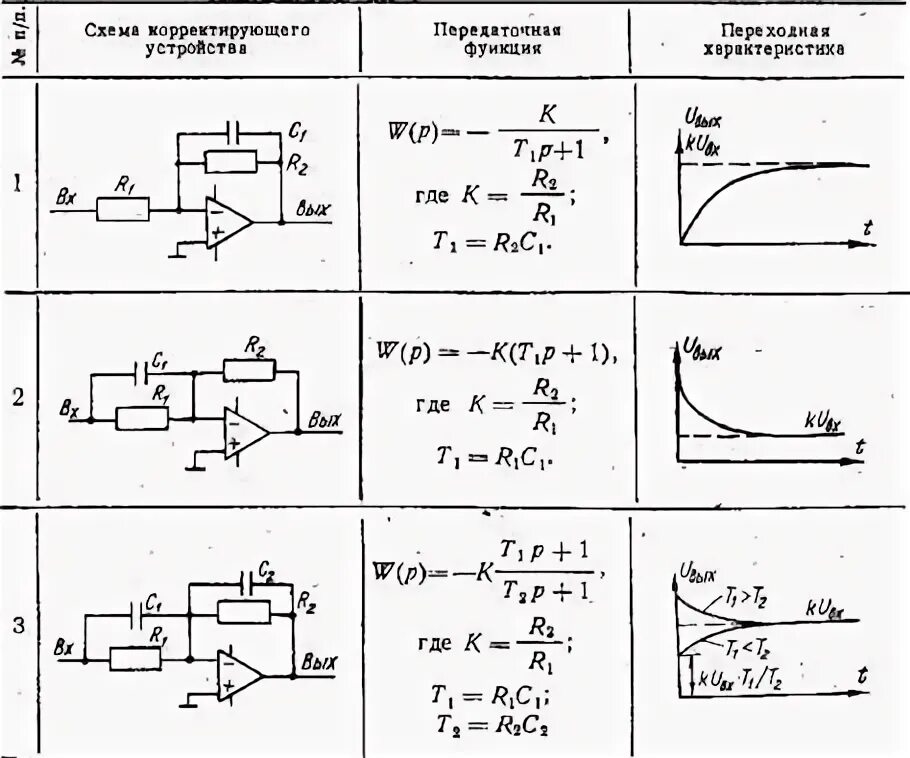 № п/п.
Схема корректирующего
устройства
Передаточная
функция
Переходная
характеристика
1
Вх
R₁
C₁
R₂
Вых
−
+
W(p)= − K / (T₁p+1) ,
где K = R₂ / R₁ ;
T₁ = R₂C₁.
Uвых
kUвх
t
2
Вх
C₁
R₁
R₂
Вых
−
+
W(p) = −K(T₁p + 1),
где K = R₂ / R₁ ;
T₁ = R₁C₁.
Uвых
kUвх
t
3
Вх
C₁
R₁
C₂
R₂
Вых
−
+
W(p)= −K (T₁p + 1) / (T₂p + 1) ,
где K = R₂ / R₁ ;
T₁ = R₁C₁;
T₂ = R₂C₂
Uвых
T₁>T₂
kUвх
T₁<T₂
kUвх T₁/T₂
t